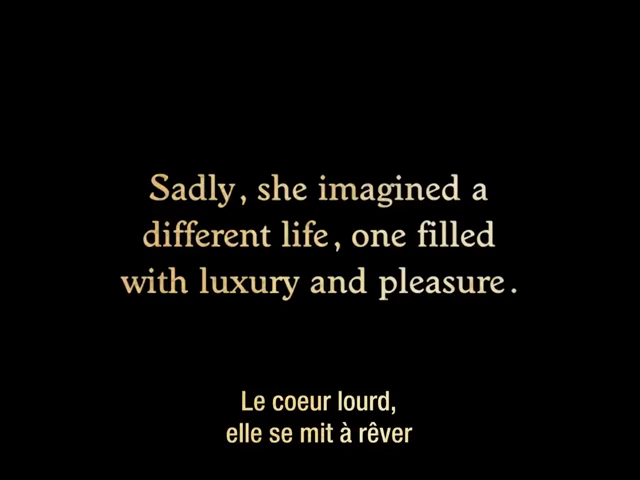 Sadly, she imagined a
different life, one filled
with luxury and pleasure.
Le coeur lourd,
elle se mit à rêver